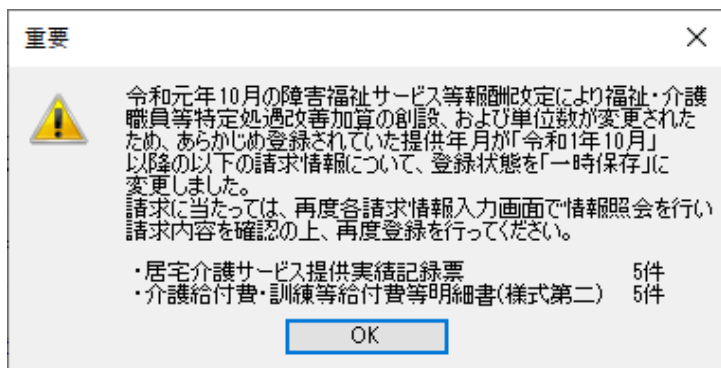 重要
令和元年10月の障害福祉サービス等報酬改定により福祉・介護
職員等特定処遇改善加算の創設、および単位数が変更された
ため、あらかじめ登録されていた提供年月が「令和1年10月」
以降の以下の請求情報について、登録状態を「一時保存」に
変更しました。
請求に当たっては、再度各請求情報入力画面で情報照会を行い
請求内容を確認の上、再度登録を行ってください。
・居宅介護サービス提供実績記録票 5件
・介護給付費・訓練等給付費等明細書(様式第二) 5件
OK